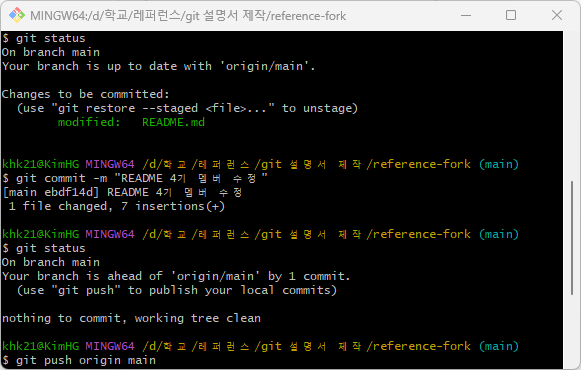 MINGW64:/d/학교/레퍼런스/git 설명서 제작/reference-fork
$ git status
On branch main
Your branch is up to date with 'origin/main'.
Changes to be committed:
(use "git restore --staged <file>..." to unstage)
modified: README.md
khk21@KimHG MINGW64 /d/학교/레퍼런스/git 설명서 제작/reference-fork (main)
$ git commit -m "README 4기 멤버 수정"
[main ebdf14d] README 4기 멤버 수정
1 file changed, 7 insertions(+)
khk21@KimHG MINGW64 /d/학교/레퍼런스/git 설명서 제작/reference-fork (main)
$ git status
On branch main
Your branch is ahead of 'origin/main' by 1 commit.
(use "git push" to publish your local commits)
nothing to commit, working tree clean
khk21@KimHG MINGW64 /d/학교/레퍼런스/git 설명서 제작/reference-fork (main)
$ git push origin main